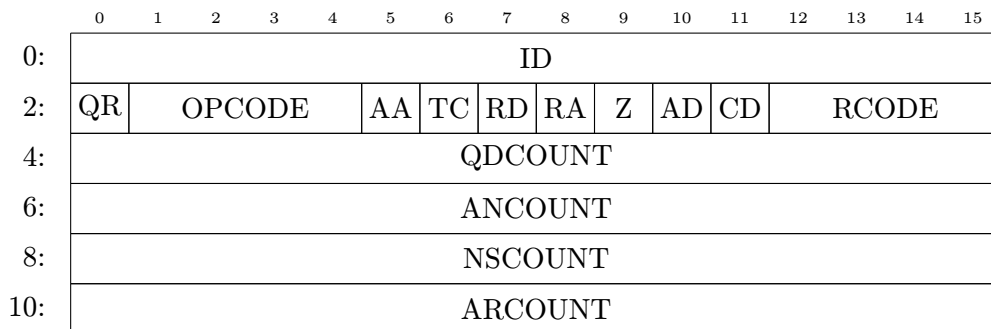 0 1 2 3 4 5 6 7 8 9 10 11 12 13 14 15
0: ID
2: QR OPCODE AA TC RD RA Z AD CD RCODE
4: QDCOUNT
6: ANCOUNT
8: NSCOUNT
10: ARCOUNT